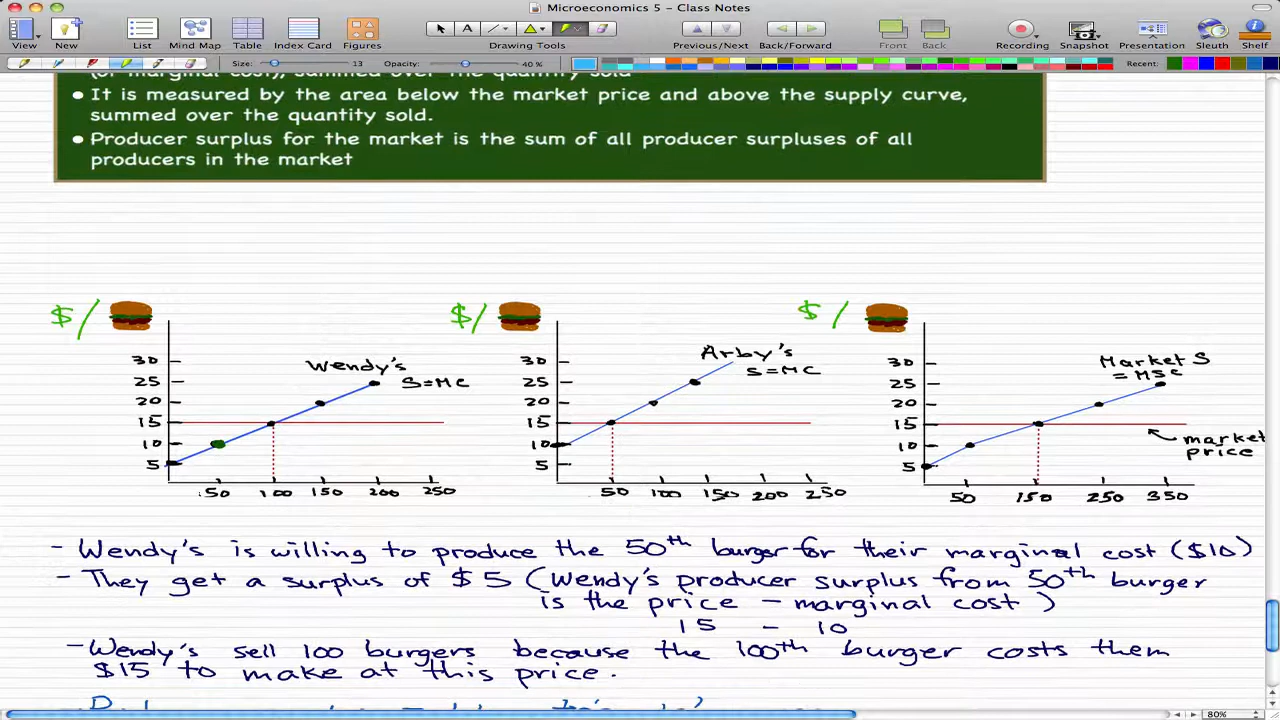 Microeconomics 5 – Class Notes
View New List Mind Map Table Index Card Figures Drawing Tools Previous/Next Back/Forward Front Back Recording Snapshot Presentation Sleuth Shelf
Size: 13 Opacity: 40 % Recent:
summed over the quantity sold
• It is measured by the area below the market price and above the supply curve,
summed over the quantity sold.
• Producer surplus for the market is the sum of all producer surpluses of all
producers in the market
$/
30
25
20
15
10
5
Wendy's
S=MC
50 100 150 200 250
$/
30
25
20
15
10
5
Arby's
S=MC
50 100 150 200 250
$/
30
25
20
15
10
5
Market S
= MSC
market
price
50 150 250 350
- Wendy's is willing to produce the 50th burger for their marginal cost ($10)
- They get a surplus of $5 (Wendy's producer surplus from 50th burger
is the price - marginal cost)
15 - 10
- Wendy's sell 100 burgers because the 100th burger costs them
$15 to make at this price.
80%